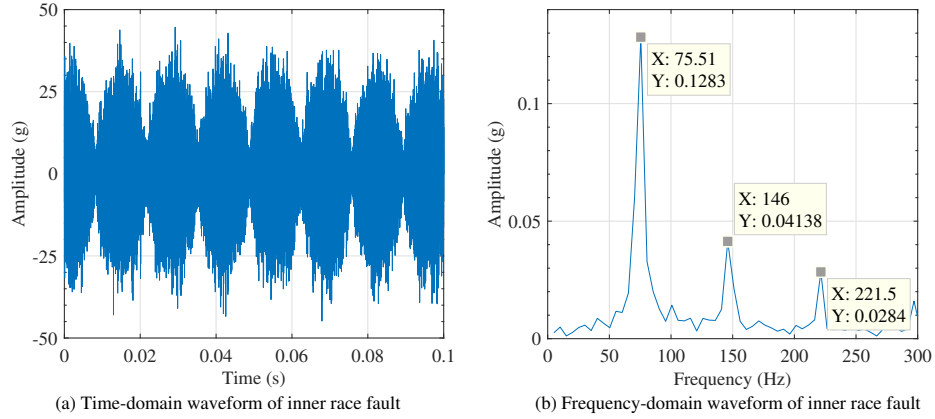 50
25
0
-25
-50
Amplitude (g)
0
0.02
0.04
0.06
0.08
0.1
Time (s)
(a) Time-domain waveform of inner race fault
0.1
0.05
0
Amplitude (g)
X: 75.51
Y: 0.1283
X: 146
Y: 0.04138
X: 221.5
Y: 0.0284
0
50
100
150
200
250
300
Frequency (Hz)
(b) Frequency-domain waveform of inner race fault